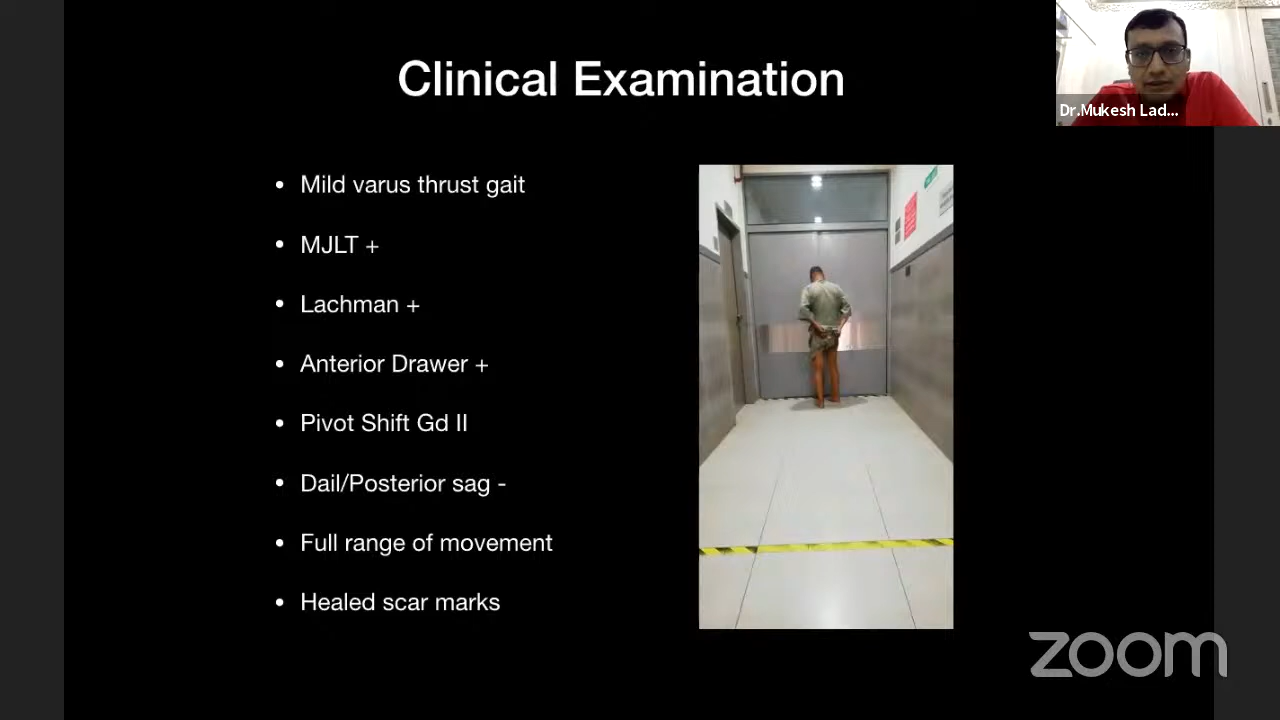 Clinical Examination
Dr.Mukesh Lad...
• Mild varus thrust gait
• MJLT +
• Lachman +
• Anterior Drawer +
• Pivot Shift Gd II
• Dail/Posterior sag -
• Full range of movement
• Healed scar marks
zoom